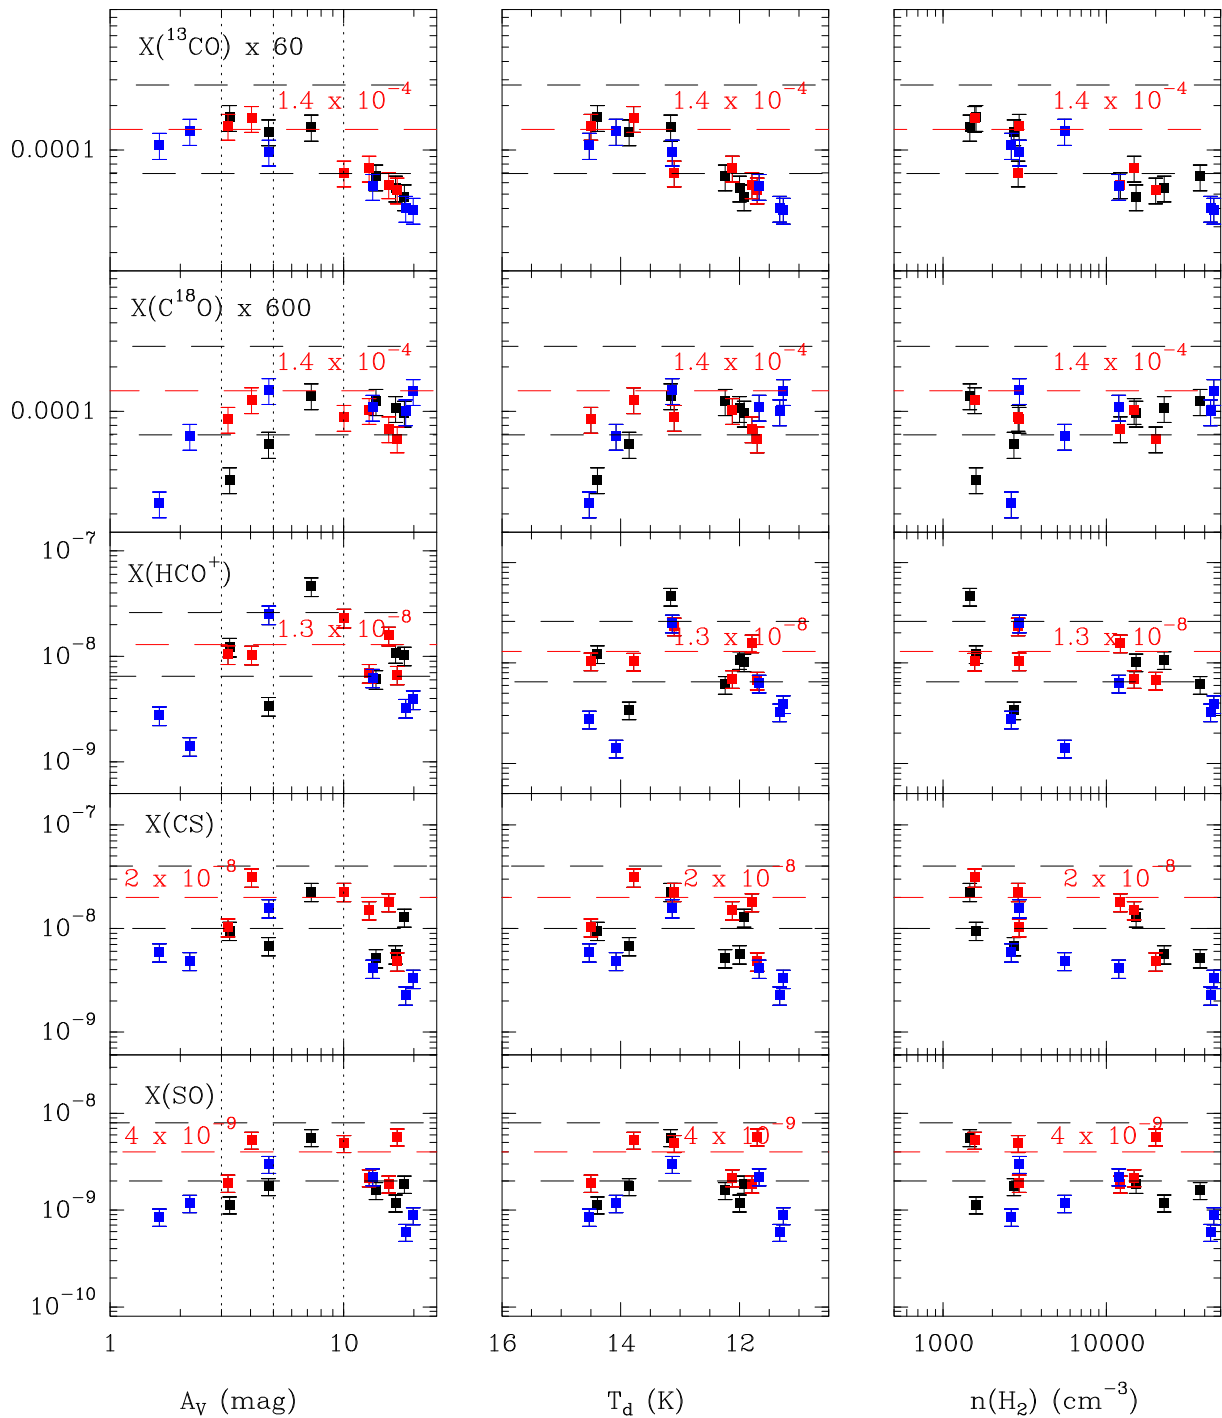 X(¹³CO) x 60
1.4 x 10⁻⁴
1.4 x 10⁻⁴
1.4 x 10⁻⁴
0.0001
X(C¹⁸O) x 600
1.4 x 10⁻⁴
1.4 x 10⁻⁴
1.4 x 10⁻⁴
0.0001
10⁻⁷
X(HCO⁺)
1.3 x 10⁻⁸
1.3 x 10⁻⁸
1.3 x 10⁻⁸
10⁻⁸
10⁻⁹
10⁻⁷
X(CS)
2 x 10⁻⁸
2 x 10⁻⁸
2 x 10⁻⁸
10⁻⁸
10⁻⁹
X(SO)
10⁻⁸
4 x 10⁻⁹
4 x 10⁻⁹
4 x 10⁻⁹
10⁻⁹
10⁻¹⁰
1 10 16 14 12 1000 10000
A_V (mag) T_d (K) n(H₂) (cm⁻³)